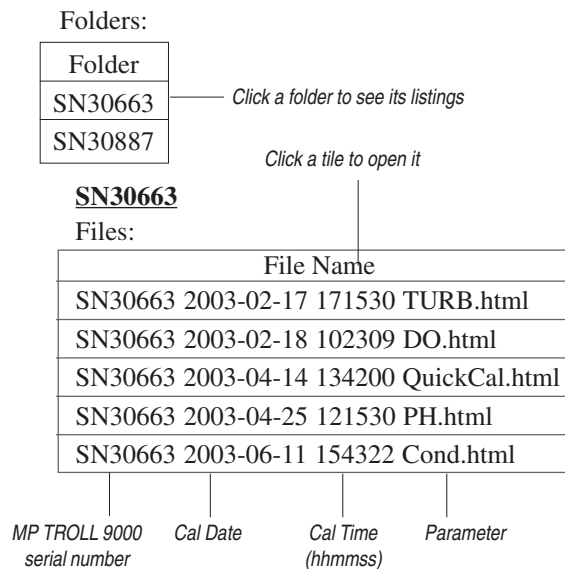 Folders:
Folder
SN30663
Click a folder to see its listings
SN30887
Click a tile to open it
SN30663
Files:
File Name
SN30663 2003-02-17 171530 TURB.html
SN30663 2003-02-18 102309 DO.html
SN30663 2003-04-14 134200 QuickCal.html
SN30663 2003-04-25 121530 PH.html
SN30663 2003-06-11 154322 Cond.html
MP TROLL 9000
serial number
Cal Date
Cal Time
(hhmmss)
Parameter